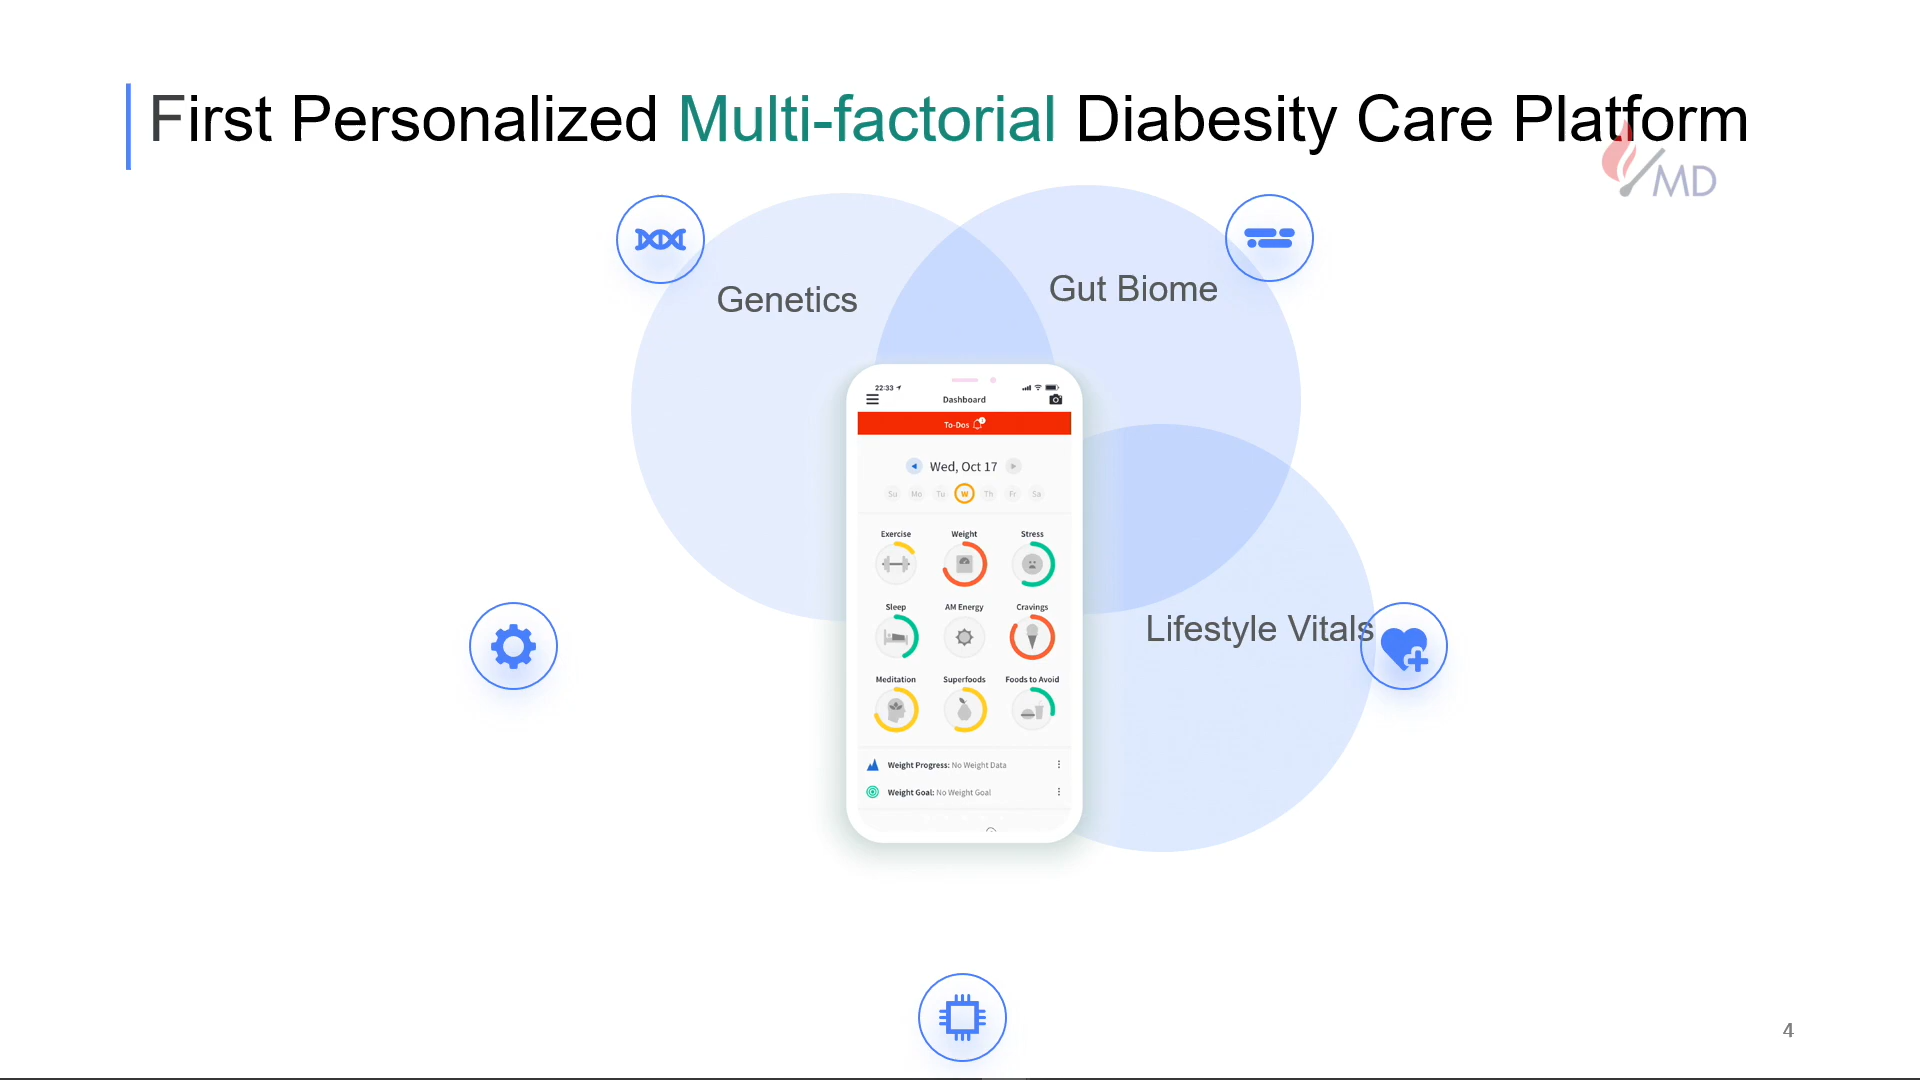 First Personalized Multi-factorial Diabesity Care Platform
MD
Genetics
Gut Biome
22:33
Dashboard
To-Dos
Wed, Oct 17
Su Mo Tu W Th Fr Sa
Exercise Weight Stress
Sleep AM Energy Cravings
Lifestyle Vitals
Meditation Superfoods Foods to Avoid
Weight Progress: No Weight Data
Weight Goal: No Weight Goal
4